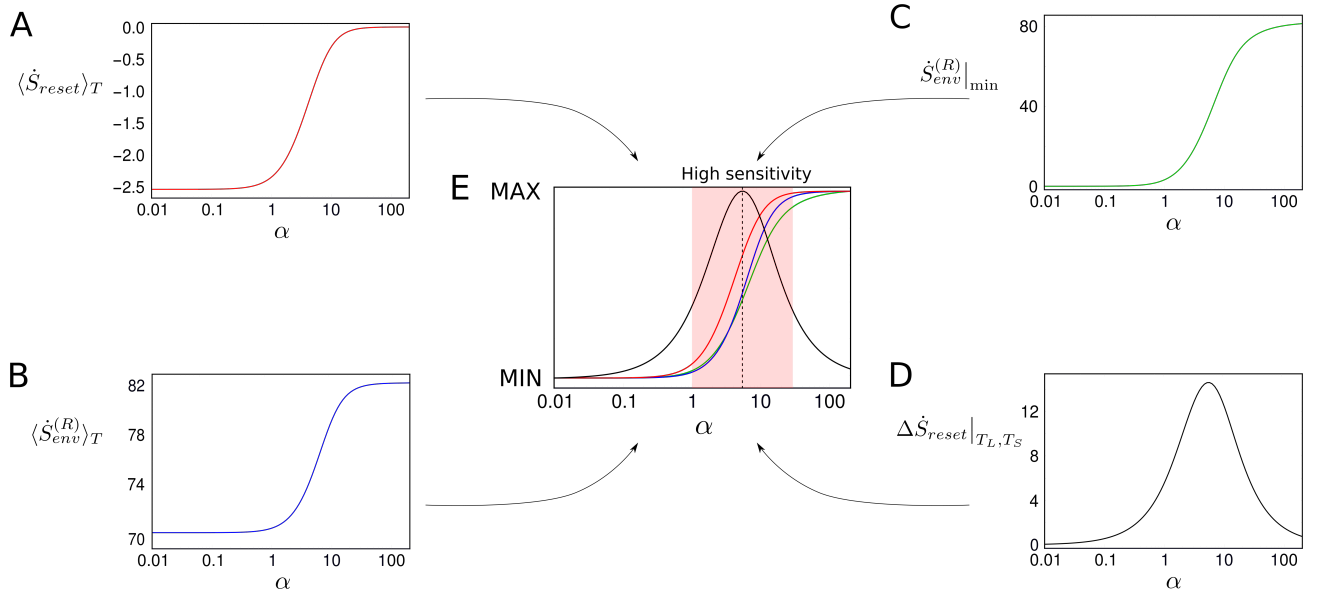 A
0.0
−0.5
−1.0
−1.5
−2.0
−2.5
⟨Ṡ_reset⟩_T
0.01 0.1 1 10 100
α
C
80
40
0
Ṡ_env^(R)|_min
0.01 0.1 1 10 100
α
E
High sensitivity
MAX
MIN
0.01 0.1 1 10 100
α
B
82
78
74
70
⟨Ṡ_env^(R)⟩_T
0.01 0.1 1 10 100
α
D
12
8
4
0
ΔṠ_reset|_T_L,T_S
0.01 0.1 1 10 100
α